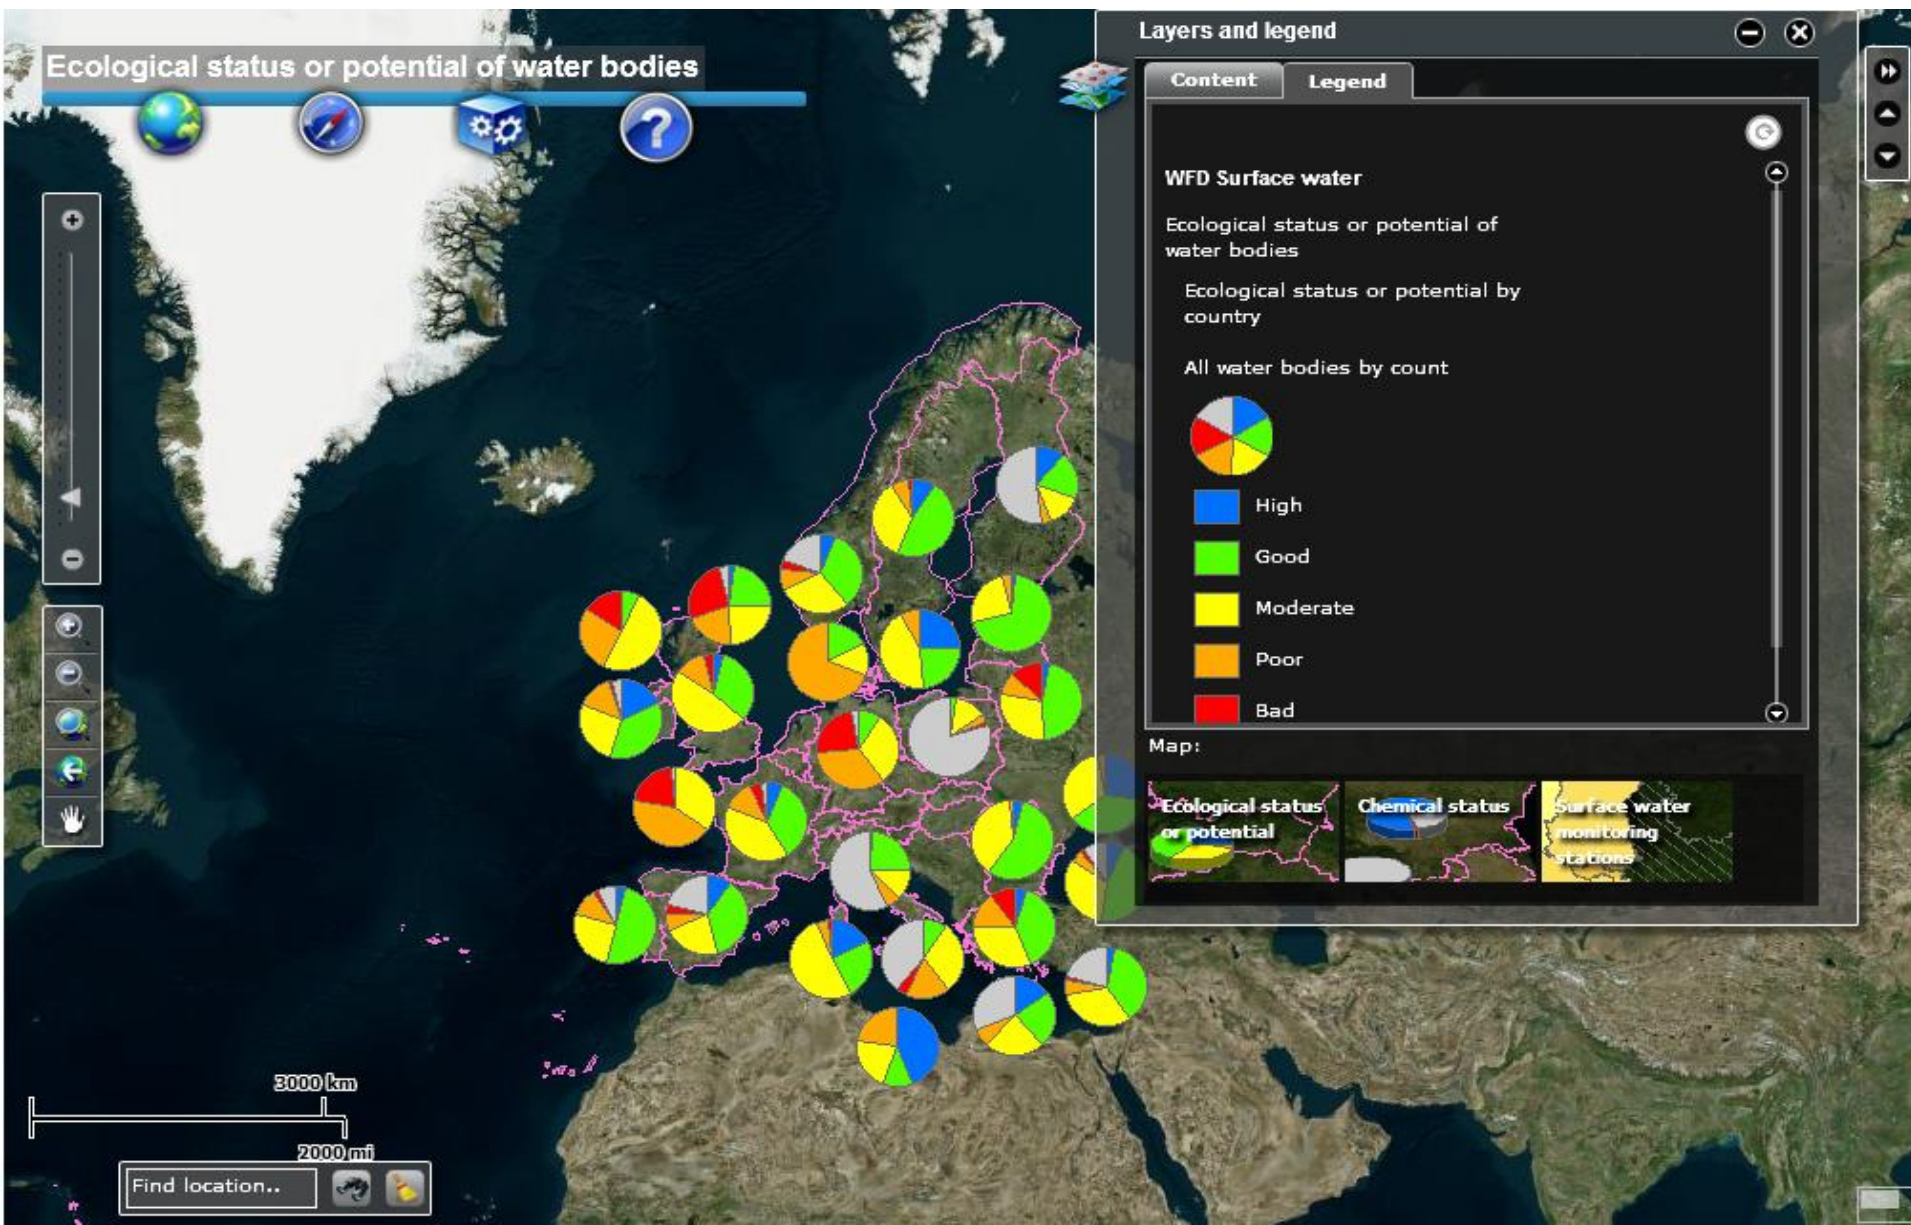 Ecological status or potential of water bodies
Layers and legend
Content
Legend
WFD Surface water
Ecological status or potential of
water bodies
Ecological status or potential by
country
All water bodies by count
High
Good
Moderate
Poor
Bad
Map:
Ecological status
or potential
Chemical status
Surface water
monitoring
stations
3000 km
2000 mi
Find location..